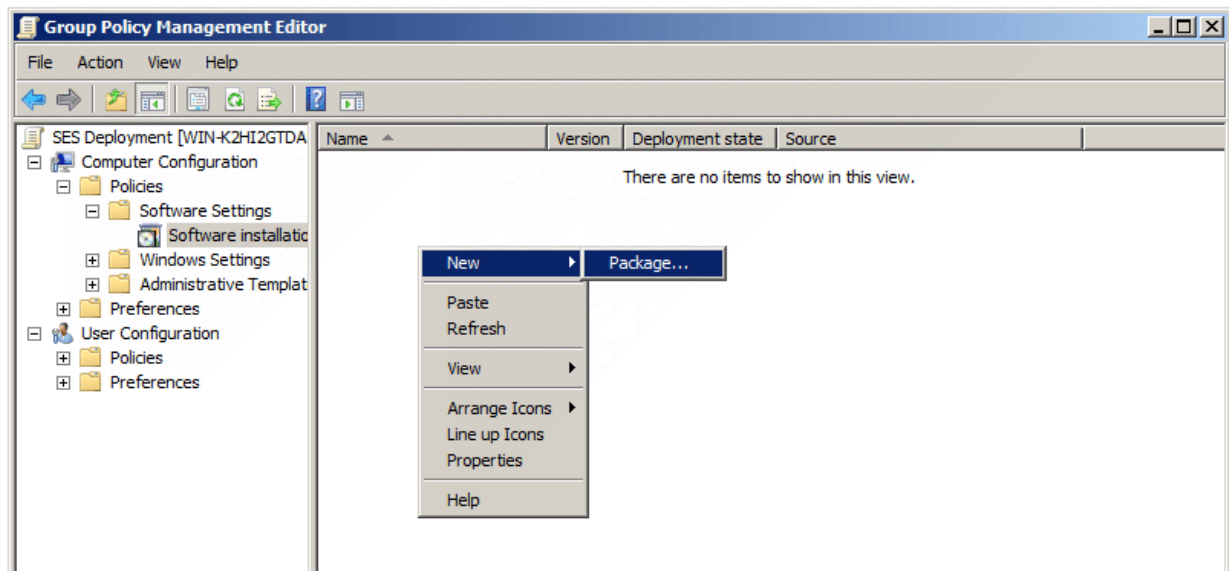 Group Policy Management Editor
File Action View Help
SES Deployment [WIN-K2HI2GTDA
Name Version Deployment state Source
Computer Configuration
There are no items to show in this view.
Policies
Software Settings
Software installatic
Windows Settings
Administrative Templat
Preferences
User Configuration
Policies
Preferences
New
Package...
Paste
Refresh
View
Arrange Icons
Line up Icons
Properties
Help